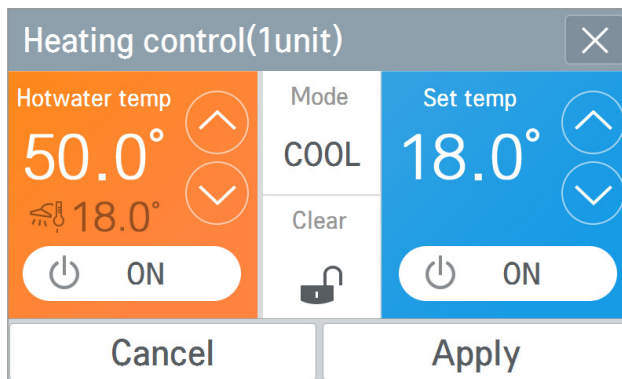 Heating control(1unit)
Hotwater temp
50.0°
18.0°
ON
Mode
COOL
Clear
Set temp
18.0°
ON
Cancel
Apply